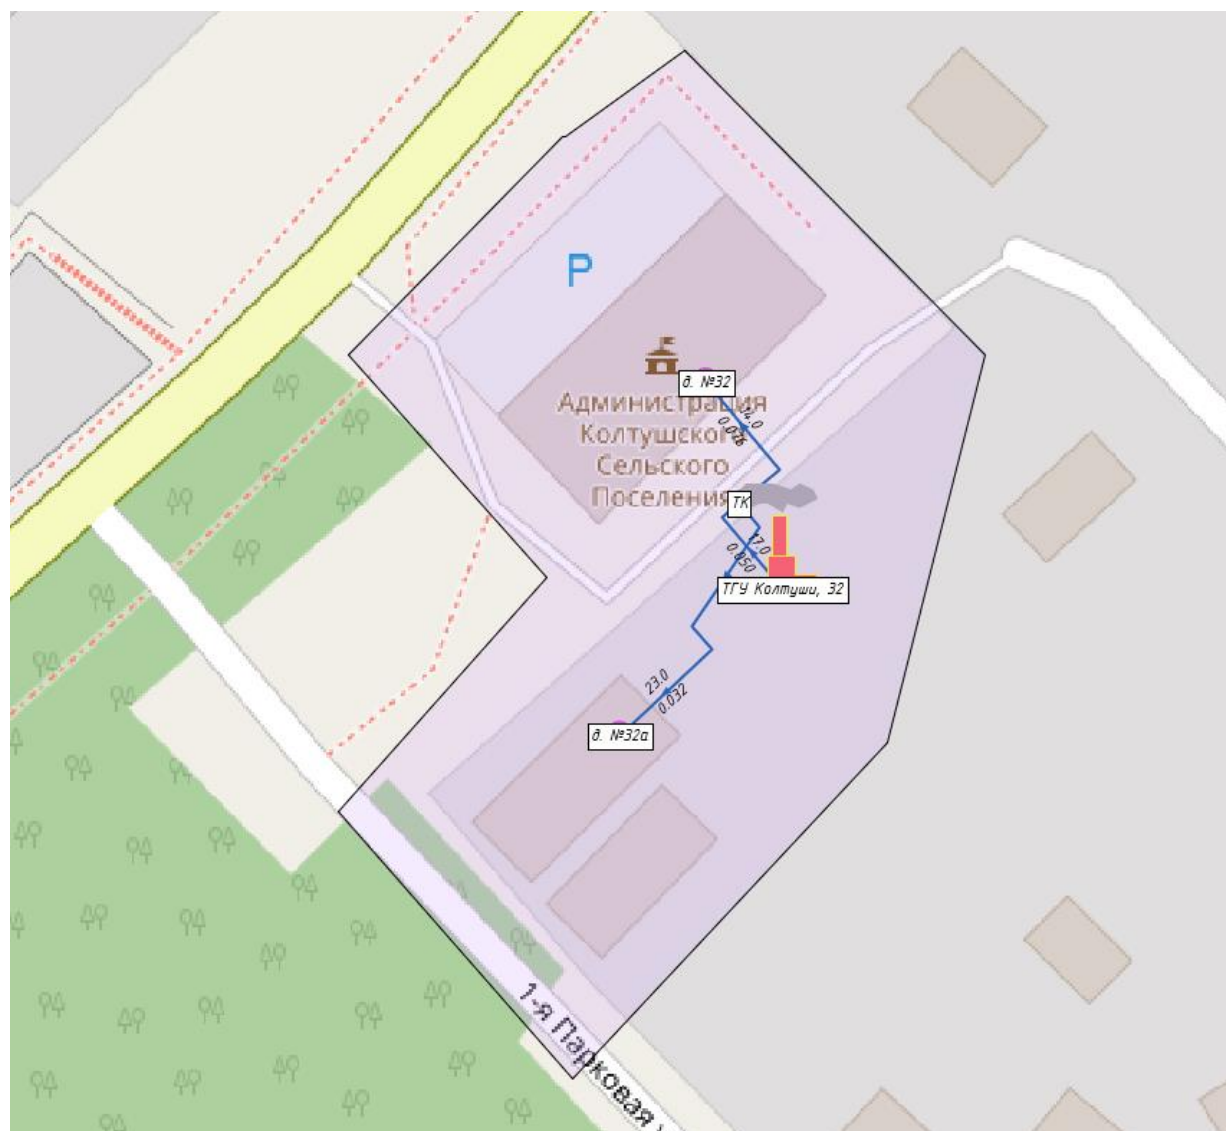 P
д. №32
Администрация
Колтушского
Сельского
Поселения
0.026
ТК
17.0
0.050
ТГУ Колтуши, 32
23.0
0.032
д. №32а
1-я Парковая